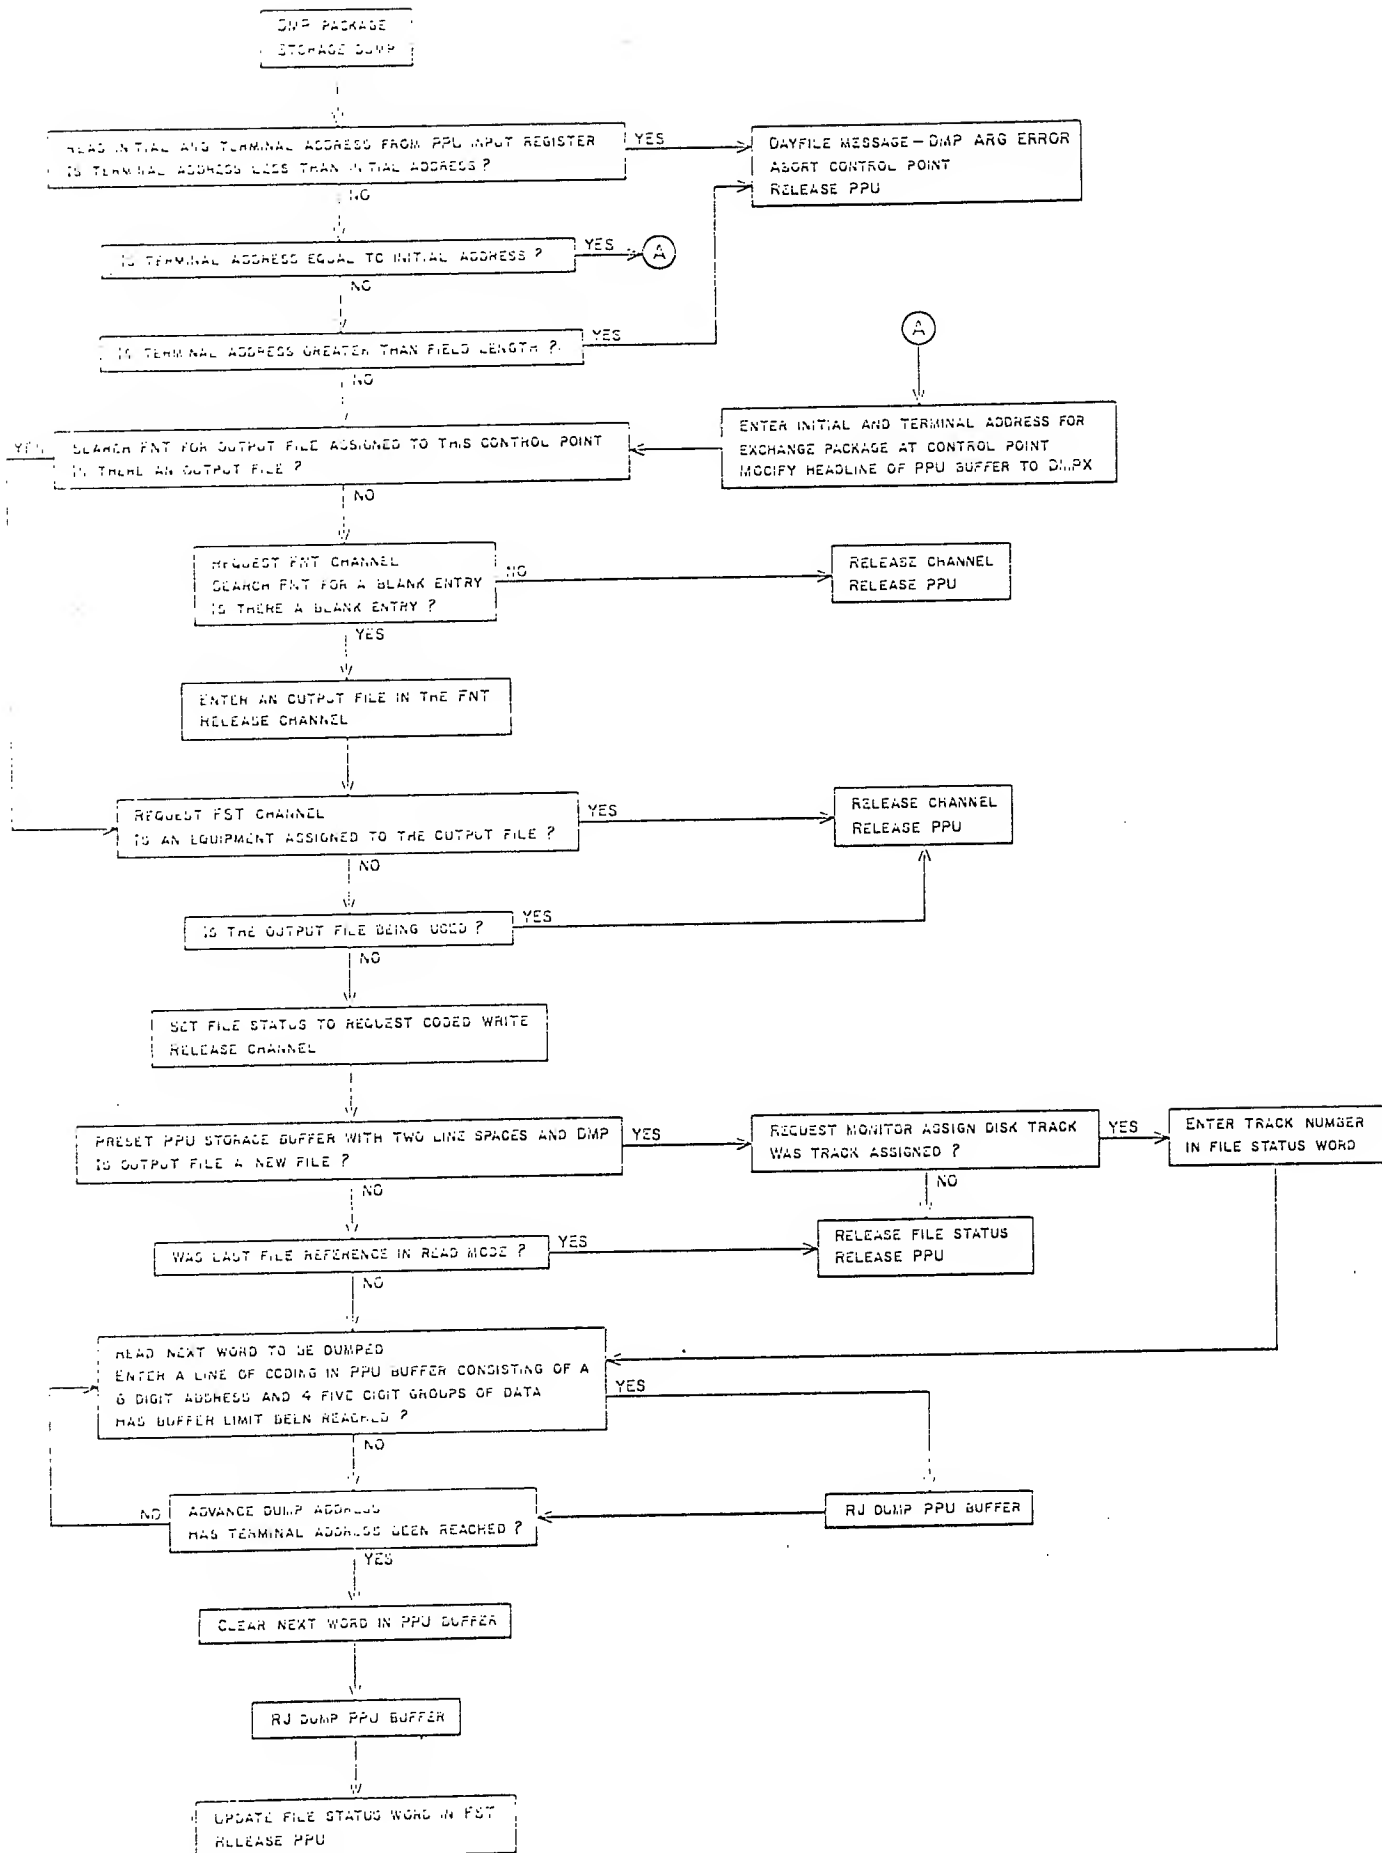 DMP PACKAGE
STORAGE DUMP
READ INITIAL AND TERMINAL ADDRESS FROM PPU INPUT REGISTER
IS TERMINAL ADDRESS LESS THAN INITIAL ADDRESS ?
YES
NO
DAYFILE MESSAGE — DMP ARG ERROR
ABORT CONTROL POINT
RELEASE PPU
IS TERMINAL ADDRESS EQUAL TO INITIAL ADDRESS ?
YES
A
NO
IS TERMINAL ADDRESS GREATER THAN FIELD LENGTH ?
YES
NO
A
ENTER INITIAL AND TERMINAL ADDRESS FOR
EXCHANGE PACKAGE AT CONTROL POINT
MODIFY HEADLINE OF PPU BUFFER TO DMPX
YES
SEARCH FNT FOR OUTPUT FILE ASSIGNED TO THIS CONTROL POINT
IS THERE AN OUTPUT FILE ?
NO
REQUEST FNT CHANNEL
SEARCH FNT FOR A BLANK ENTRY
IS THERE A BLANK ENTRY ?
NO
YES
RELEASE CHANNEL
RELEASE PPU
ENTER AN OUTPUT FILE IN THE FNT
RELEASE CHANNEL
REQUEST FST CHANNEL
IS AN EQUIPMENT ASSIGNED TO THE OUTPUT FILE ?
YES
NO
RELEASE CHANNEL
RELEASE PPU
IS THE OUTPUT FILE BEING USED ?
YES
NO
SET FILE STATUS TO REQUEST CODED WRITE
RELEASE CHANNEL
PRESET PPU STORAGE BUFFER WITH TWO LINE SPACES AND DMP
IS OUTPUT FILE A NEW FILE ?
YES
NO
REQUEST MONITOR ASSIGN DISK TRACK
WAS TRACK ASSIGNED ?
YES
NO
ENTER TRACK NUMBER
IN FILE STATUS WORD
WAS LAST FILE REFERENCE IN READ MODE ?
YES
NO
RELEASE FILE STATUS
RELEASE PPU
READ NEXT WORD TO BE DUMPED
ENTER A LINE OF CODING IN PPU BUFFER CONSISTING OF A
6 DIGIT ADDRESS AND 4 FIVE DIGIT GROUPS OF DATA
HAS BUFFER LIMIT BEEN REACHED ?
YES
NO
NO
ADVANCE DUMP ADDRESS
HAS TERMINAL ADDRESS BEEN REACHED ?
YES
RJ DUMP PPU BUFFER
CLEAR NEXT WORD IN PPU BUFFER
RJ DUMP PPU BUFFER
UPDATE FILE STATUS WORD IN FST
RELEASE PPU